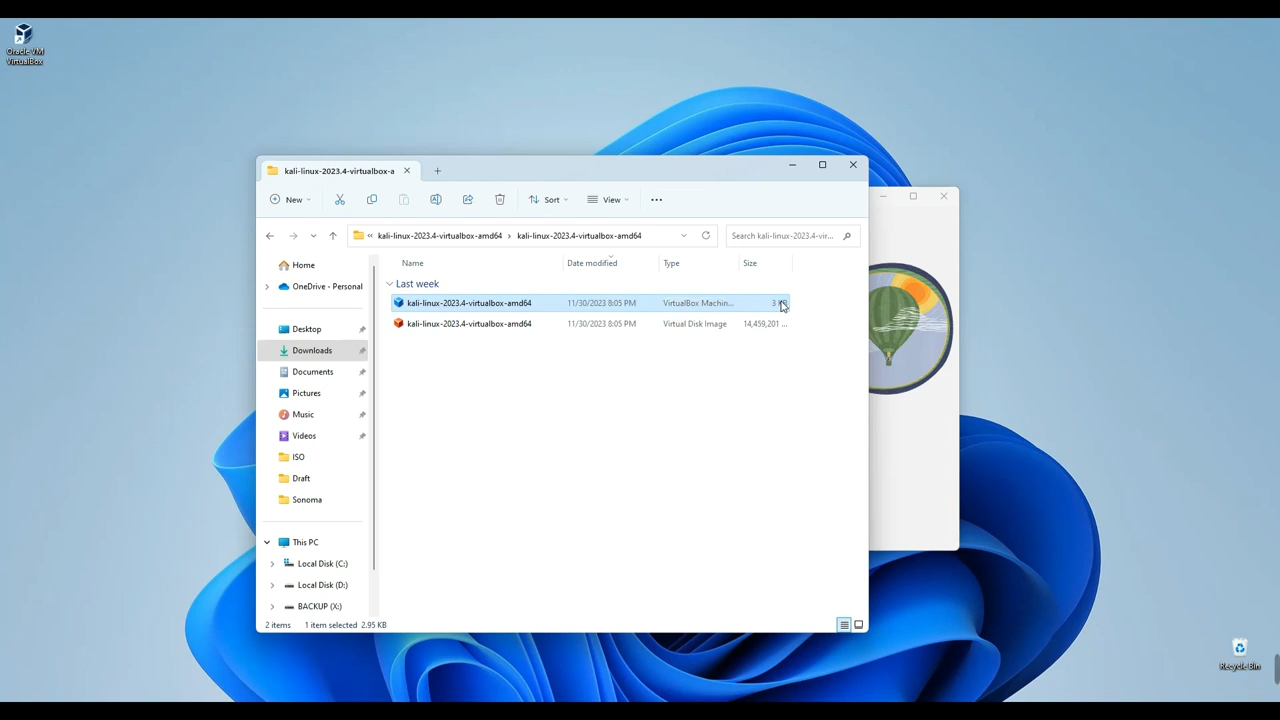 Oracle VM
VirtualBox
kali-linux-2023.4-virtualbox-a
New
Sort
View
kali-linux-2023.4-virtualbox-amd64 › kali-linux-2023.4-virtualbox-amd64
Search kali-linux-2023.4-vir...
Name Date modified Type Size
Home
OneDrive - Personal
Desktop
Downloads
Documents
Pictures
Music
Videos
ISO
Draft
Sonoma
This PC
Local Disk (C:)
Local Disk (D:)
BACKUP (X:)
Last week
kali-linux-2023.4-virtualbox-amd64 11/30/2023 8:05 PM VirtualBox Machin... 3
kali-linux-2023.4-virtualbox-amd64 11/30/2023 8:05 PM Virtual Disk Image 14,459,201 ...
2 items 1 item selected 2.95 KB
Recycle Bin